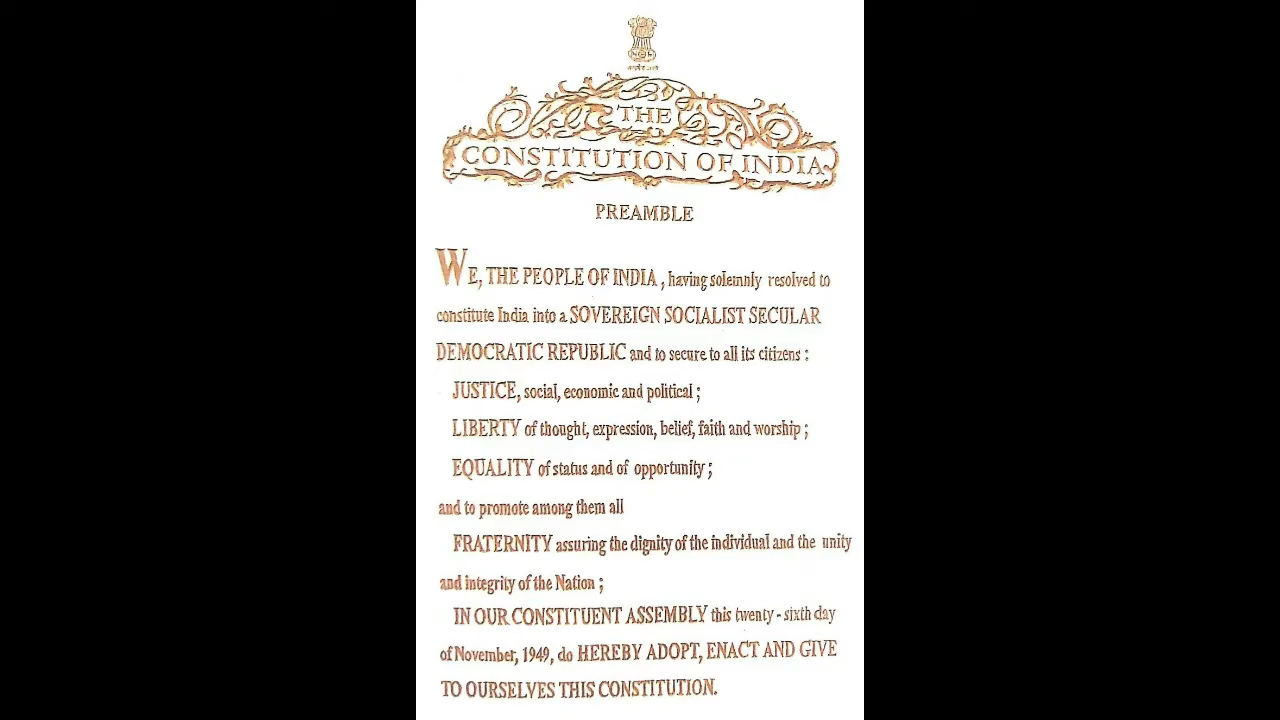 THE
CONSTITUTION OF INDIA
PREAMBLE
WE, THE PEOPLE OF INDIA, having solemnly resolved to
constitute India into a SOVEREIGN SOCIALIST SECULAR
DEMOCRATIC REPUBLIC and to secure to all its citizens :
JUSTICE, social, economic and political ;
LIBERTY of thought, expression, belief, faith and worship ;
EQUALITY of status and of opportunity ;
and to promote among them all
FRATERNITY assuring the dignity of the individual and the unity
and integrity of the Nation ;
IN OUR CONSTITUENT ASSEMBLY this twenty - sixth day
of November, 1949, do HEREBY ADOPT, ENACT AND GIVE
TO OURSELVES THIS CONSTITUTION.